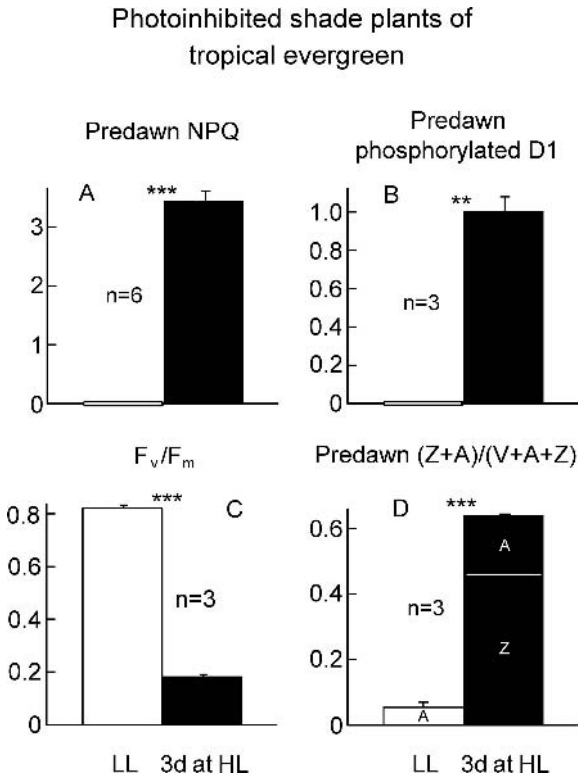 Photoinhibited shade plants of
tropical evergreen
Predawn NPQ
A
***
3
2
1
0
n=6
Predawn
phosphorylated D1
B
**
1.0
0.8
0.6
0.4
0.2
0
n=3
Fv/Fm
***
C
0.8
0.6
0.4
0.2
0
n=3
LL 3d at HL
Predawn (Z+A)/(V+A+Z)
D
***
0.6
0.4
0.2
0
n=3
A
Z
A
LL 3d at HL